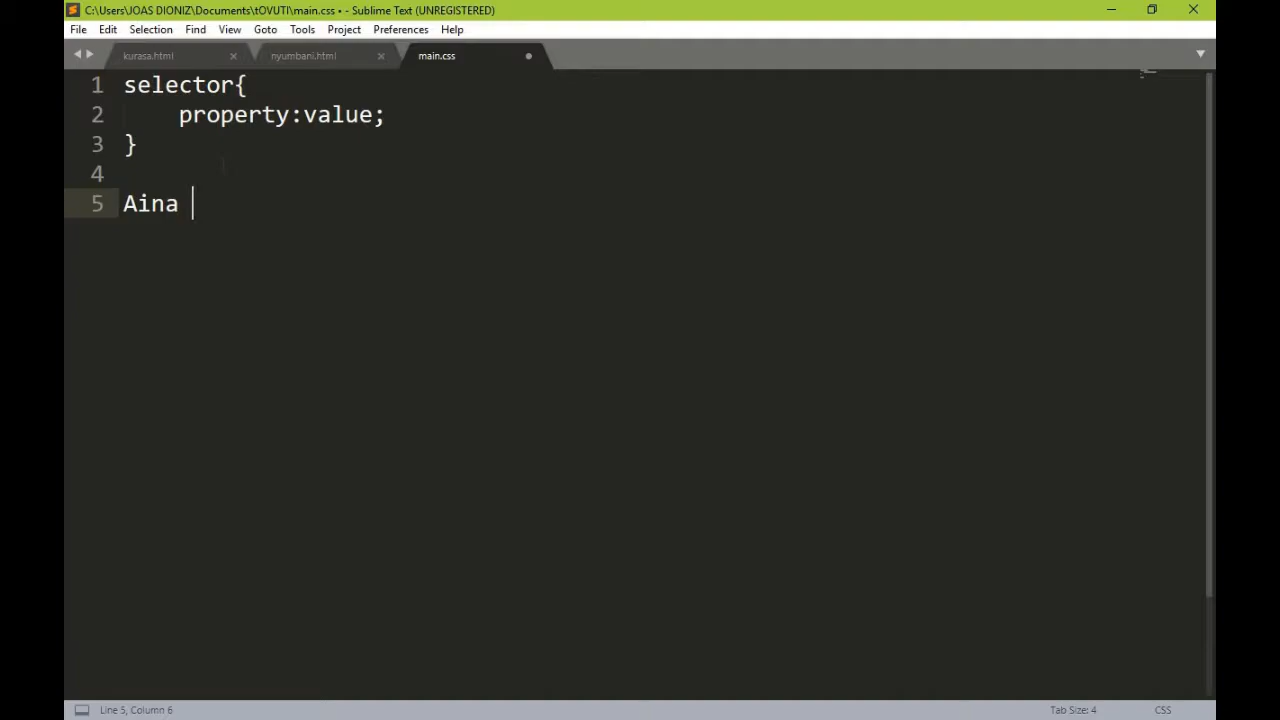 C:\Users\JOAS DIONIZ\Documents\tOVUTI\main.css • - Sublime Text (UNREGISTERED)
File Edit Selection Find View Goto Tools Project Preferences Help
kurasa.html nyumbani.html main.css
1 selector{
2 property:value;
3 }
4
5 Aina
Line 5, Column 6 Tab Size: 4 CSS